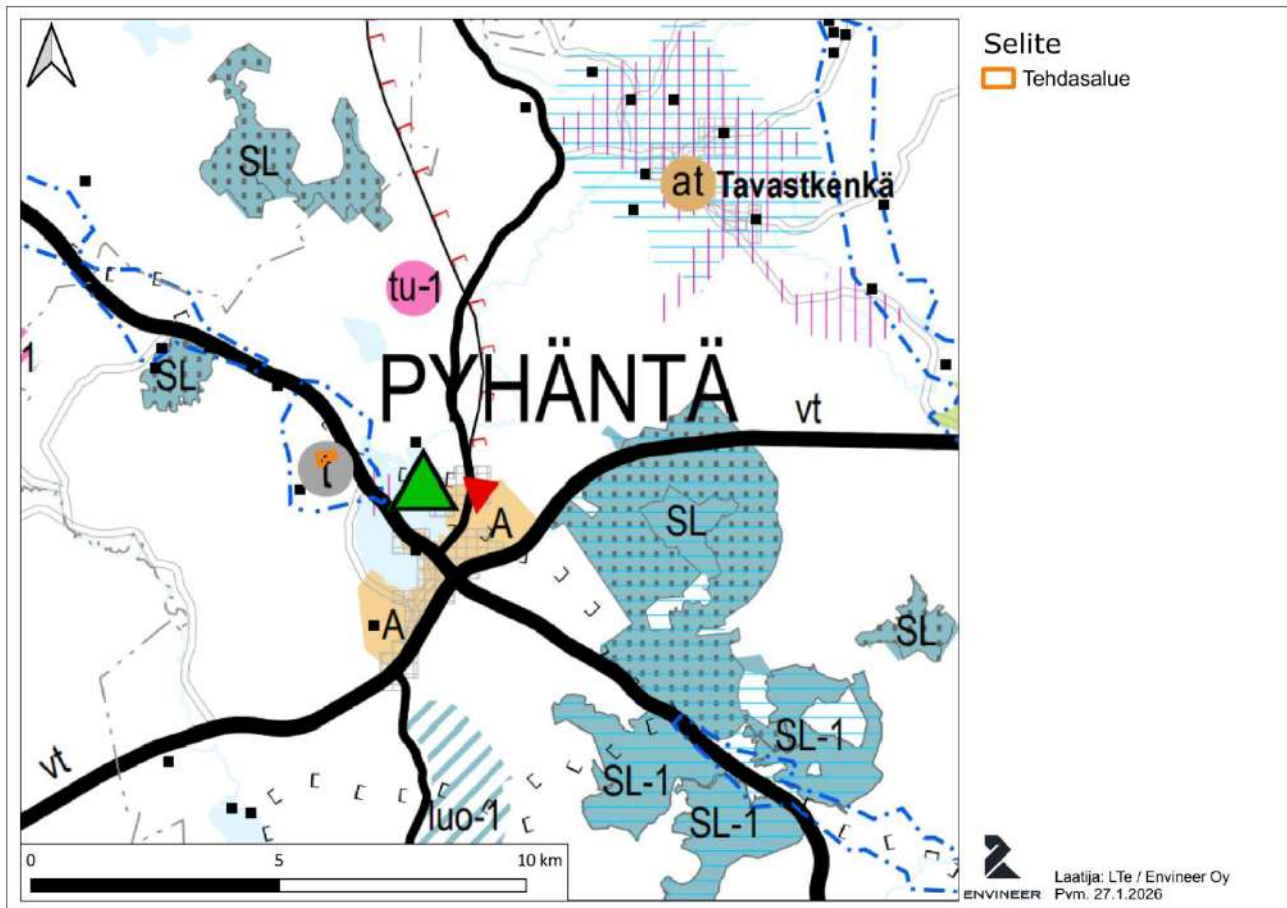 Selite
Tehdasalue
SL
at Tavastkenkä
tu-1
1
SL
PYHÄNTÄ
vt
t
SL
A
SL
A
SL-1
vt
SL-1
luo-1
SL-1
0 5 10 km
ENVINEER
Laatija: LTe / Envineer Oy
Pvm. 27.1.2026